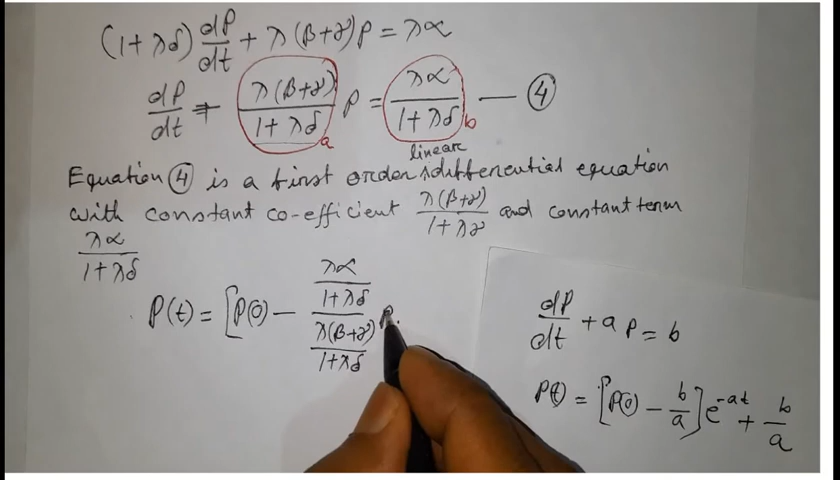 (1+λδ) dP/dt + λ(β+γ)P = λα
dP/dt + λ(β+γ)/1+λδ P = λα/1+λδ — ④
a b
linear
Equation ④ is a first order differential equation
with constant co-efficient λ(β+γ)/1+λγ and constant term
λα/1+λδ
P(t) = [P(0) - λα/1+λδ / λ(β+γ)/1+λδ
dP/dt + a P = b
P(t) = [P(0) - b/a] e^-at + b/a